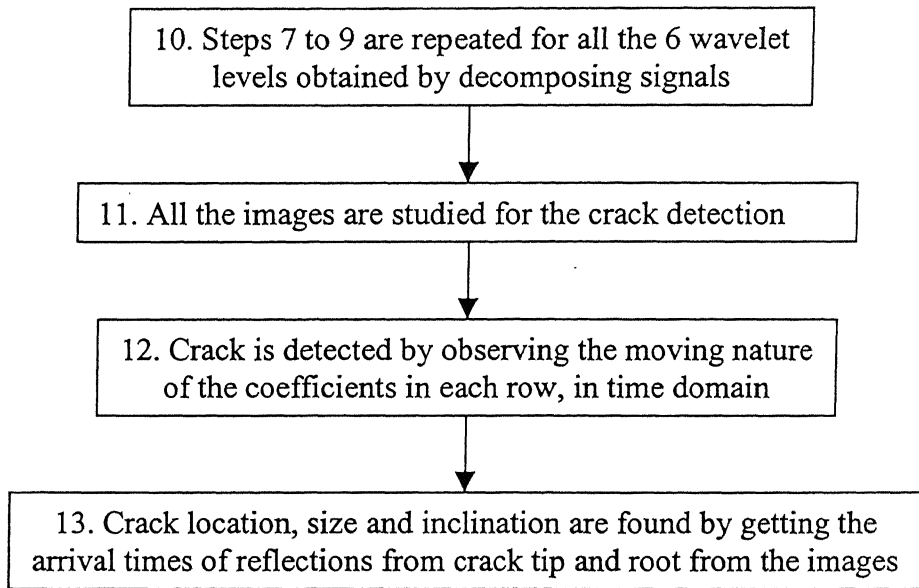 10. Steps 7 to 9 are repeated for all the 6 wavelet
levels obtained by decomposing signals
11. All the images are studied for the crack detection
12. Crack is detected by observing the moving nature
of the coefficients in each row, in time domain
13. Crack location, size and inclination are found by getting the
arrival times of reflections from crack tip and root from the images